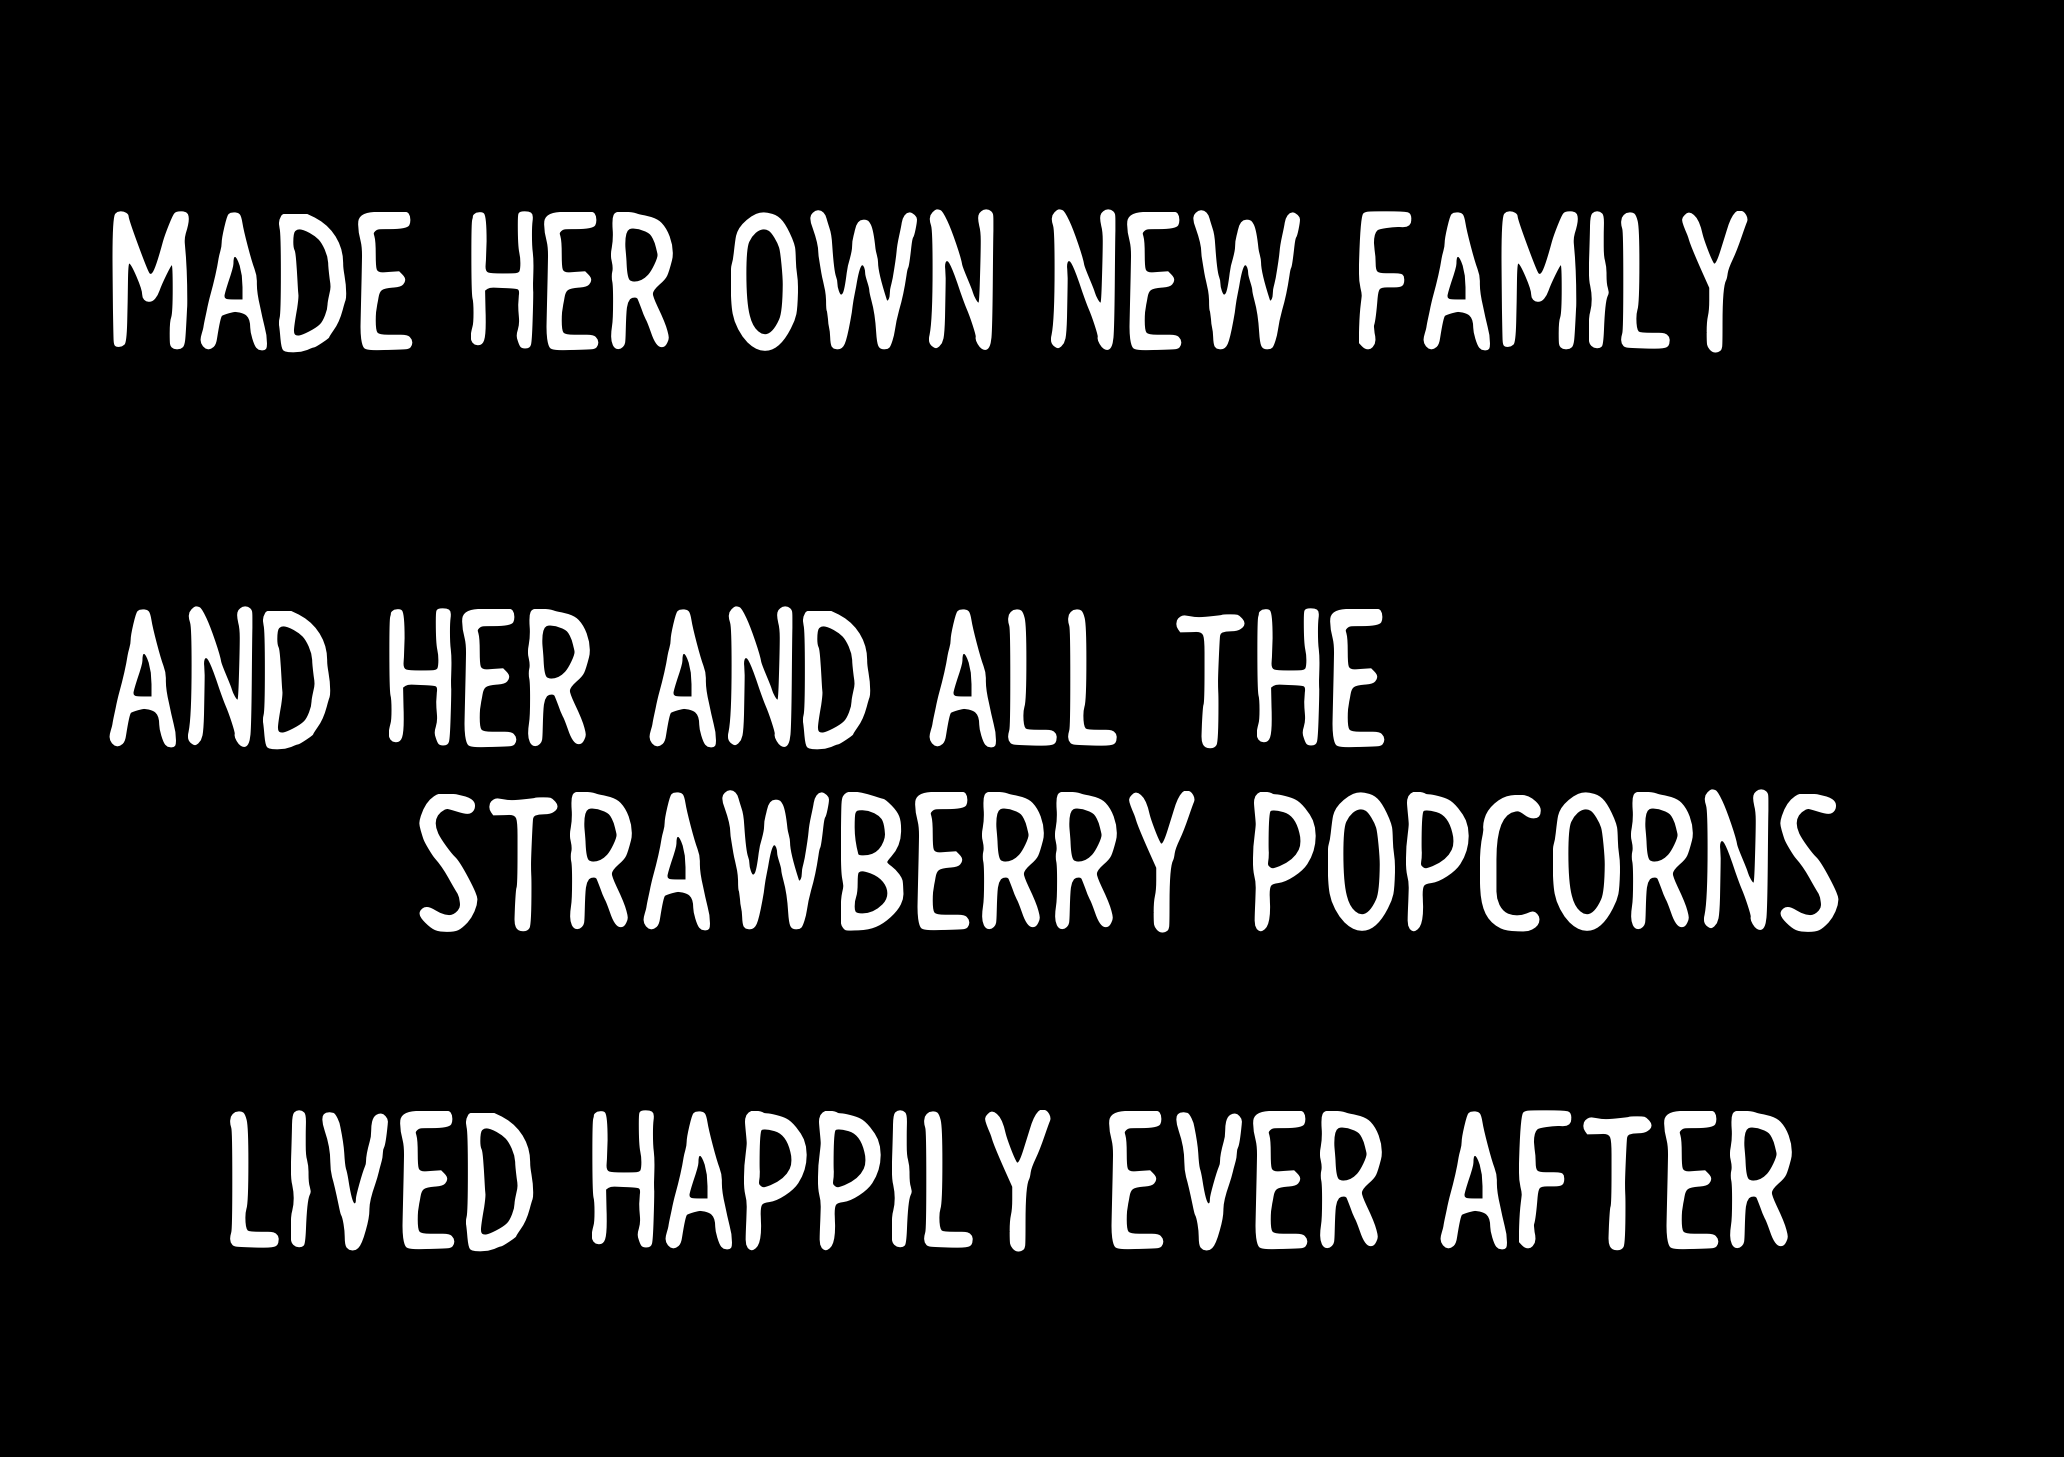 MADE HER OWN NEW FAMILY
AND HER AND ALL THE
STRAWBERRY POPCORNS
LIVED HAPPILY EVER AFTER